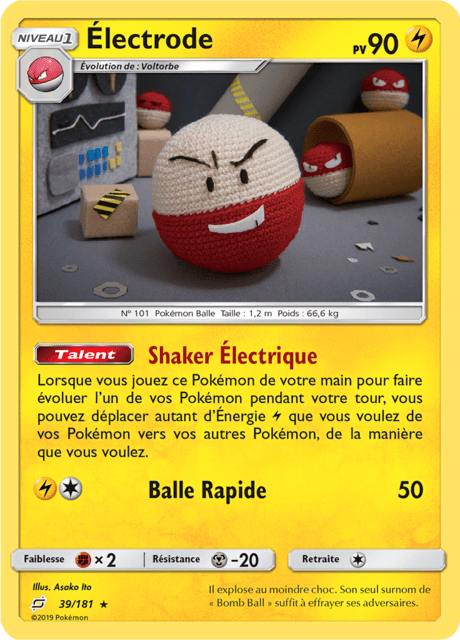 NIVEAU 1 Électrode PV 90
Évolution de : Voltorbe
N° 101 Pokémon Balle Taille : 1,2 m Poids : 66,6 kg
Talent Shaker Électrique
Lorsque vous jouez ce Pokémon de votre main pour faire
évoluer l'un de vos Pokémon pendant votre tour, vous
pouvez déplacer autant d'Énergie que vous voulez de
vos Pokémon vers vos autres Pokémon, de la manière
que vous voulez.
Balle Rapide 50
Faiblesse × 2 Résistance -20 Retraite
Illus. Asako Ito
39/181 ★
©2019 Pokémon
Il explose au moindre choc. Son seul surnom de
« Bomb Ball » suffit à effrayer ses adversaires.